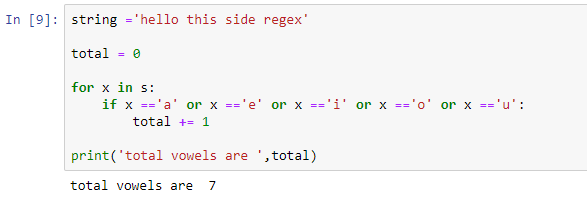 In [9]: string ='hello this side regex'
total = 0
for x in s:
if x =='a' or x =='e' or x =='i' or x =='o' or x =='u':
total += 1
print('total vowels are ',total)
total vowels are  7